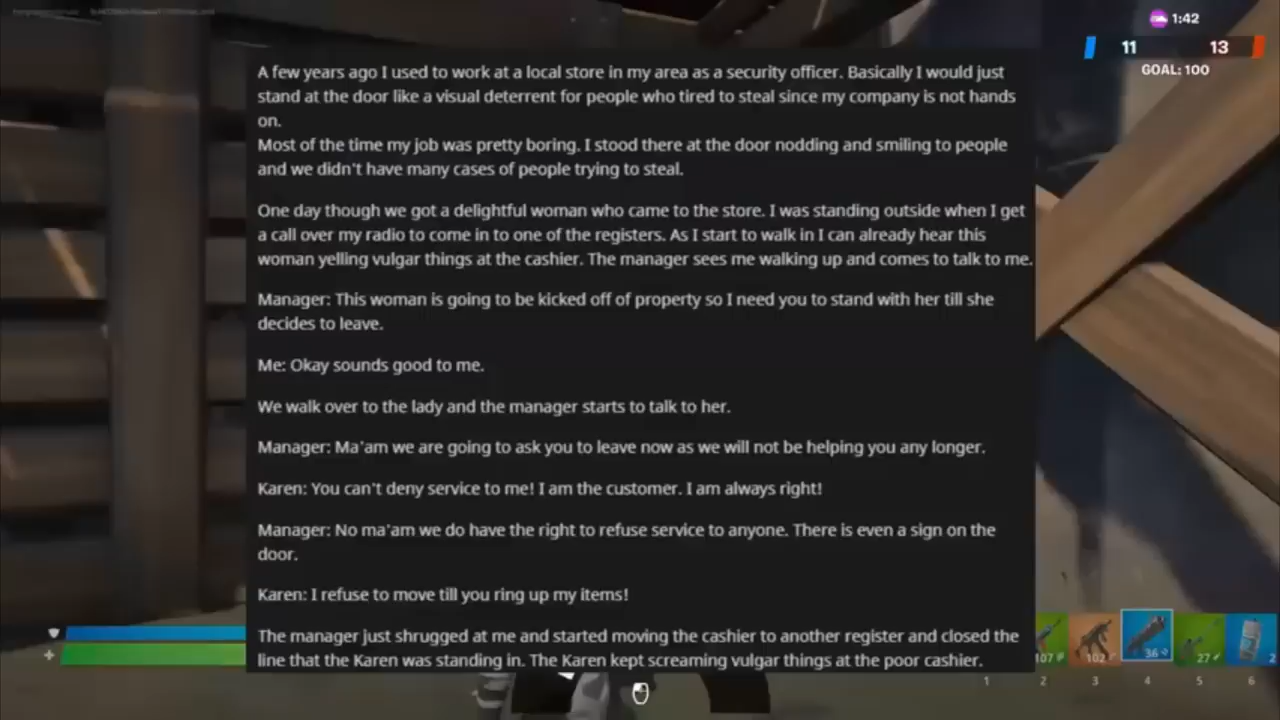 1:42
11 13
GOAL: 100
A few years ago I used to work at a local store in my area as a security officer. Basically I would just
stand at the door like a visual deterrent for people who tired to steal since my company is not hands
on.
Most of the time my job was pretty boring. I stood there at the door nodding and smiling to people
and we didn't have many cases of people trying to steal.
One day though we got a delightful woman who came to the store. I was standing outside when I get
a call over my radio to come in to one of the registers. As I start to walk in I can already hear this
woman yelling vulgar things at the cashier. The manager sees me walking up and comes to talk to me.
Manager: This woman is going to be kicked off of property so I need you to stand with her till she
decides to leave.
Me: Okay sounds good to me.
We walk over to the lady and the manager starts to talk to her.
Manager: Ma'am we are going to ask you to leave now as we will not be helping you any longer.
Karen: You can't deny service to me! I am the customer. I am always right!
Manager: No ma'am we do have the right to refuse service to anyone. There is even a sign on the
door.
Karen: I refuse to move till you ring up my items!
The manager just shrugged at me and started moving the cashier to another register and closed the
line that the Karen was standing in. The Karen kept screaming vulgar things at the poor cashier.
107 102 36 27 2
1 2 3 4 5 6